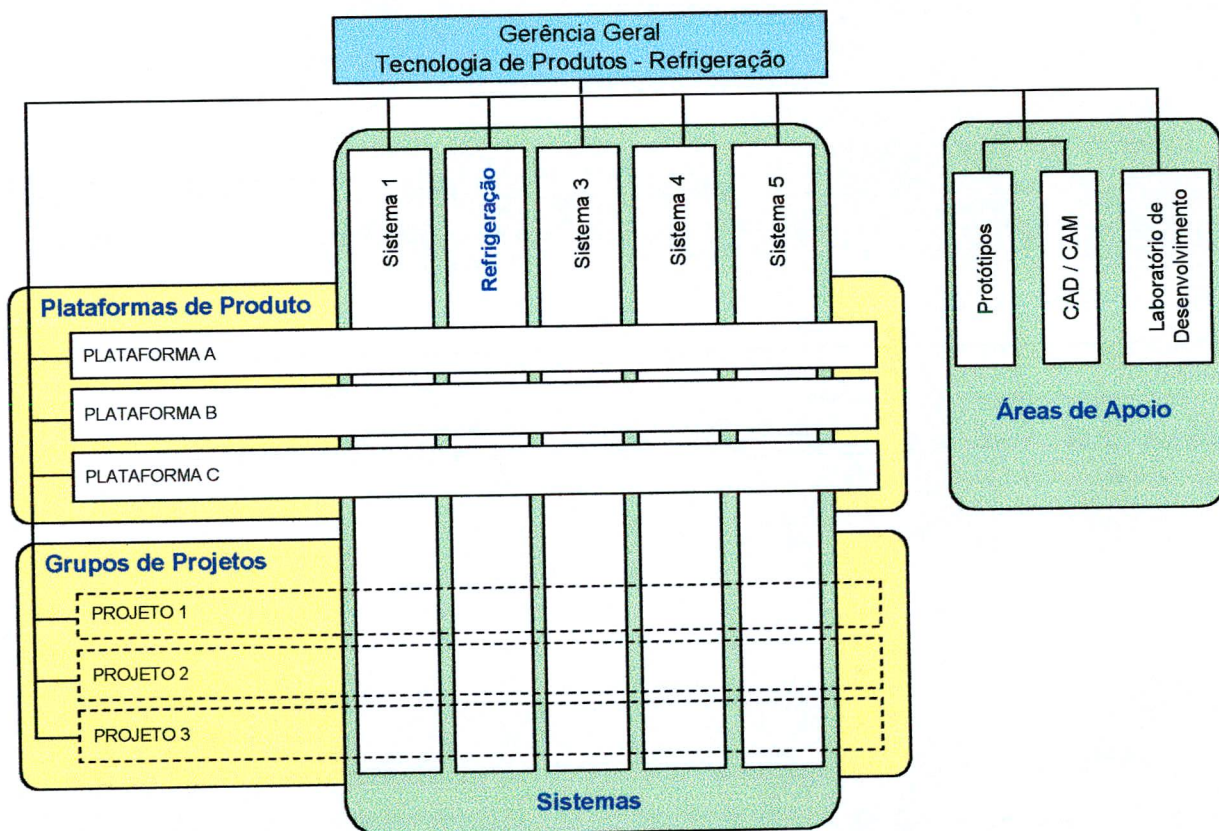 Gerência Geral
Tecnologia de Produtos - Refrigeração
Sistema 1
Refrigeração
Sistema 3
Sistema 4
Sistema 5
Protótipos
CAD / CAM
Laboratório de
Desenvolvimento
Áreas de Apoio
Plataformas de Produto
PLATAFORMA A
PLATAFORMA B
PLATAFORMA C
Grupos de Projetos
PROJETO 1
PROJETO 2
PROJETO 3
Sistemas